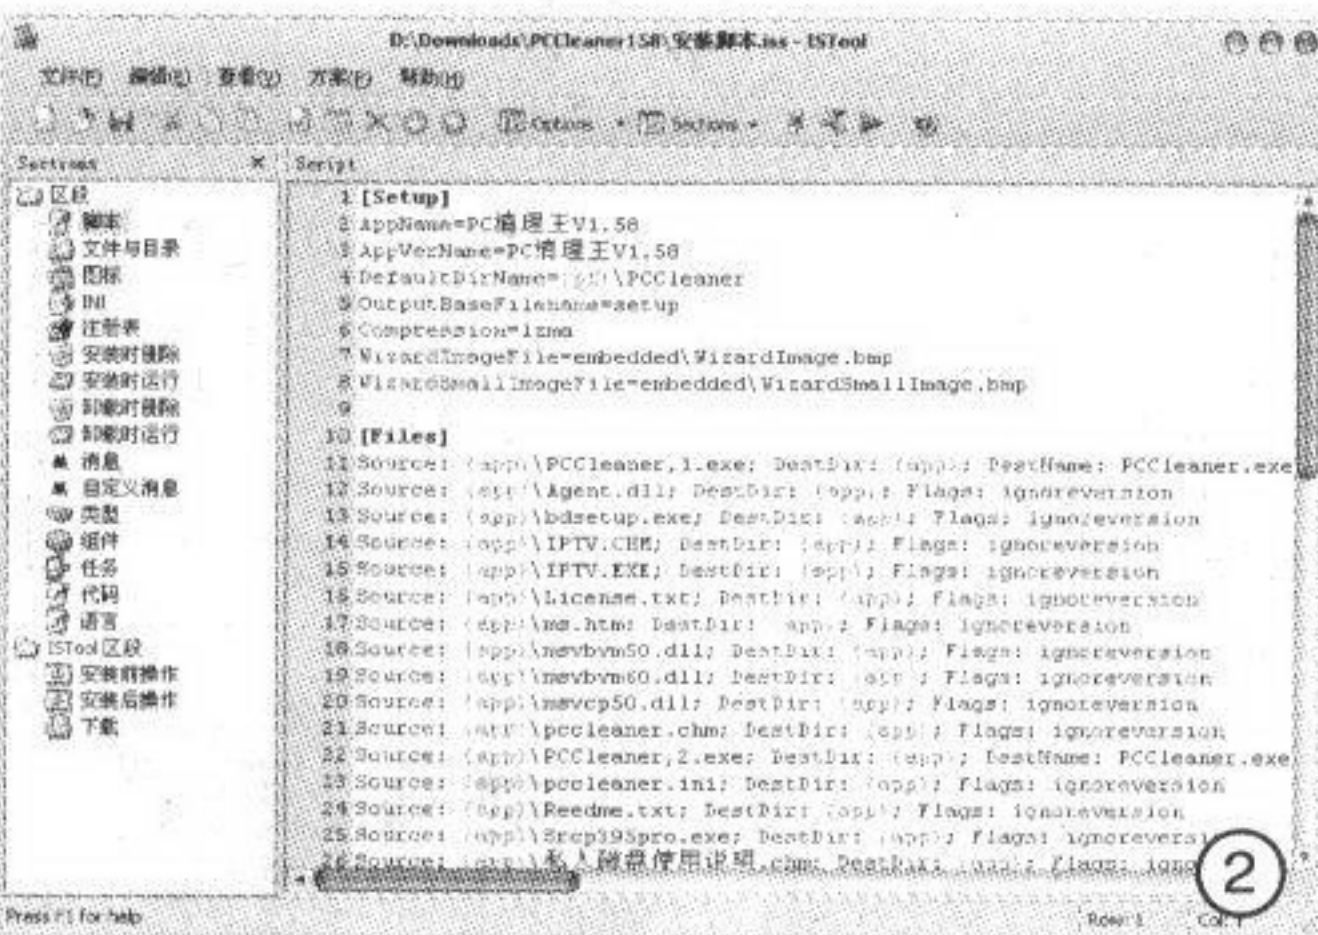 D:\Downloads\PCCleaner158\安装脚本.iss - ISTool
文件(F) 编辑(E) 查看(V) 方案(P) 帮助(H)
Options Sections
Sections
Script
区段
脚本
文件与目录
图标
INI
注册表
安装时删除
安装时运行
卸载时删除
卸载时运行
消息
自定义消息
类型
组件
任务
代码
语言
ISTool 区段
安装前操作
安装后操作
下载
1 [Setup]
2 AppName=PC清理王V1.58
3 AppVerName=PC清理王V1.58
4 DefaultDirName=\PCCleaner
5 OutputBaseFilename=setup
6 Compression=lzma
7 WizardImageFile=embedded\WizardImage.bmp
8 WizardSmallImageFile=embedded\WizardSmallImage.bmp
9
10 [Files]
11 Source: {app}\PCCleaner,1.exe; DestDir: {app}; DestName: PCCleaner.exe
12 Source: {app}\Agent.dll; DestDir: {app}; Flags: ignoreversion
13 Source: {app}\bdsetup.exe; DestDir: {app}; Flags: ignoreversion
14 Source: {app}\IPTV.CHM; DestDir: {app}; Flags: ignoreversion
15 Source: {app}\IPTV.EXE; DestDir: {app}; Flags: ignoreversion
16 Source: {app}\License.txt; DestDir: {app}; Flags: ignoreversion
17 Source: {app}\ms.htm; DestDir: {app}; Flags: ignoreversion
18 Source: {app}\msvbvm50.dll; DestDir: {app}; Flags: ignoreversion
19 Source: {app}\msvbvm60.dll; DestDir: {app}; Flags: ignoreversion
20 Source: {app}\msvcp50.dll; DestDir: {app}; Flags: ignoreversion
21 Source: {app}\pccleaner.chm; DestDir: {app}; Flags: ignoreversion
22 Source: {app}\PCCleaner,2.exe; DestDir: {app}; DestName: PCCleaner.exe
23 Source: {app}\pccleaner.ini; DestDir: {app}; Flags: ignoreversion
24 Source: {app}\Reedme.txt; DestDir: {app}; Flags: ignoreversion
25 Source: {app}\Srcp395pro.exe; DestDir: {app}; Flags: ignoreversi
26 Source: {app}\私人磁盘使用说明.chm; DestDir: {app}; Flags: igno
②
Press F1 for help
Row: 1 Col: 1